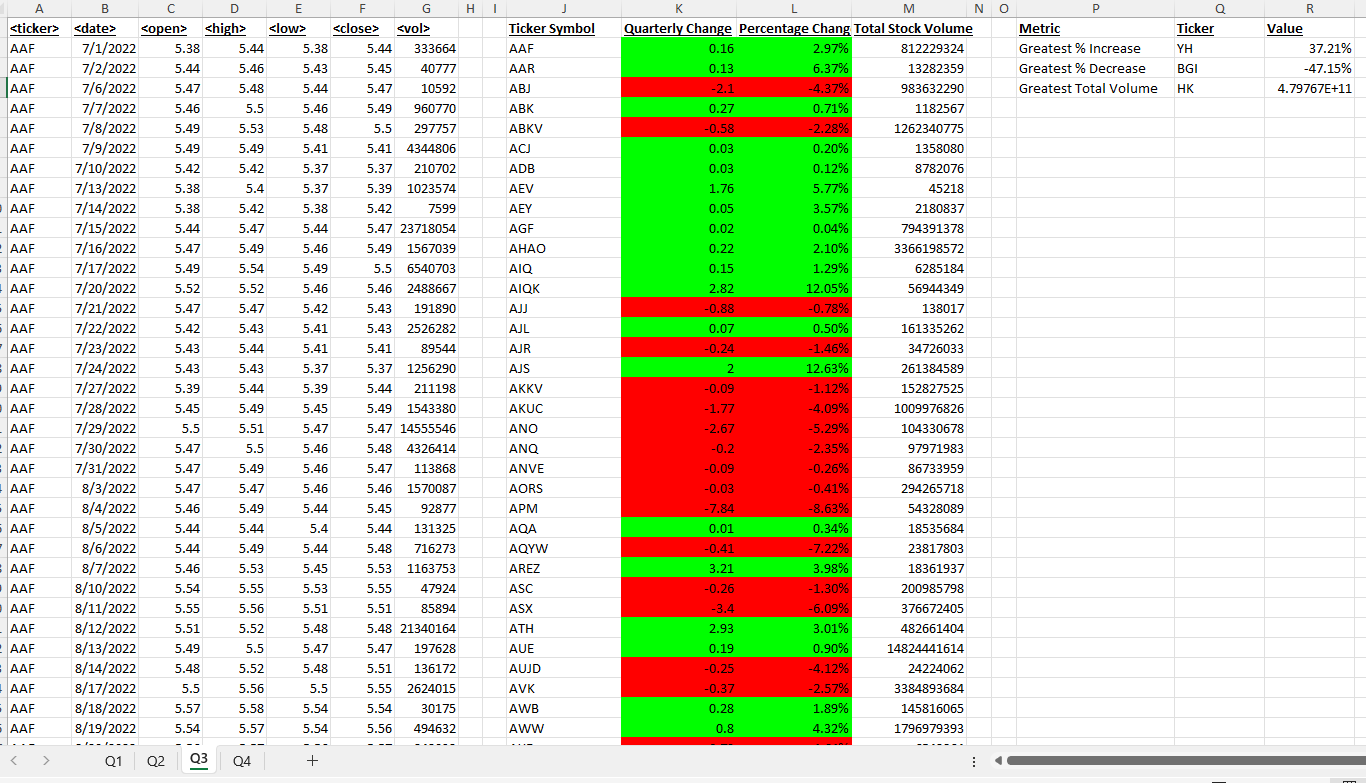 A B C D E F G H I J K L M N O P Q R
<ticker> <date> <open> <high> <low> <close> <vol> Ticker Symbol Quarterly Change Percentage Chang Total Stock Volume Metric Ticker Value
AAF 7/1/2022 5.38 5.44 5.38 5.44 333664 AAF 0.16 2.97% 812229324 Greatest % Increase YH 37.21%
AAF 7/2/2022 5.44 5.46 5.43 5.45 40777 AAR 0.13 6.37% 13282359 Greatest % Decrease BGI -47.15%
AAF 7/6/2022 5.47 5.48 5.44 5.47 10592 ABJ -2.1 -4.37% 983632290 Greatest Total Volume HK 4.79767E+11
AAF 7/7/2022 5.46 5.5 5.46 5.49 960770 ABK 0.27 0.71% 1182567
AAF 7/8/2022 5.49 5.53 5.48 5.5 297757 ABKV -0.58 -2.28% 1262340775
AAF 7/9/2022 5.49 5.49 5.41 5.41 4344806 ACJ 0.03 0.20% 1358080
AAF 7/10/2022 5.42 5.42 5.37 5.37 210702 ADB 0.03 0.12% 8782076
AAF 7/13/2022 5.38 5.4 5.37 5.39 1023574 AEV 1.76 5.77% 45218
AAF 7/14/2022 5.38 5.42 5.38 5.42 7599 AEY 0.05 3.57% 2180837
AAF 7/15/2022 5.44 5.47 5.44 5.47 23718054 AGF 0.02 0.04% 794391378
AAF 7/16/2022 5.47 5.49 5.46 5.49 1567039 AHAO 0.22 2.10% 3366198572
AAF 7/17/2022 5.49 5.54 5.49 5.5 6540703 AIQ 0.15 1.29% 6285184
AAF 7/20/2022 5.52 5.52 5.46 5.46 2488667 AIQK 2.82 12.05% 56944349
AAF 7/21/2022 5.47 5.47 5.42 5.43 191890 AJJ -0.88 -0.78% 138017
AAF 7/22/2022 5.42 5.43 5.41 5.43 2526282 AJL 0.07 0.50% 161335262
AAF 7/23/2022 5.43 5.44 5.41 5.41 89544 AJR -0.24 -1.46% 34726033
AAF 7/24/2022 5.43 5.43 5.37 5.37 1256290 AJS 2 12.63% 261384589
AAF 7/27/2022 5.39 5.44 5.39 5.44 211198 AKKV -0.09 -1.12% 152827525
AAF 7/28/2022 5.45 5.49 5.45 5.49 1543380 AKUC -1.77 -4.09% 1009976826
AAF 7/29/2022 5.5 5.51 5.47 5.47 14555546 ANO -2.67 -5.29% 104330678
AAF 7/30/2022 5.47 5.5 5.46 5.48 4326414 ANQ -0.2 -2.35% 97971983
AAF 7/31/2022 5.47 5.49 5.46 5.47 113868 ANVE -0.09 -0.26% 86733959
AAF 8/3/2022 5.47 5.47 5.46 5.46 1570087 AORS -0.03 -0.41% 294265718
AAF 8/4/2022 5.46 5.49 5.44 5.45 92877 APM -7.84 -8.63% 54328089
AAF 8/5/2022 5.44 5.44 5.4 5.44 131325 AQA 0.01 0.34% 18535684
AAF 8/6/2022 5.44 5.49 5.44 5.48 716273 AQYW -0.41 -7.22% 23817803
AAF 8/7/2022 5.46 5.53 5.45 5.53 1163753 AREZ 3.21 3.98% 18361937
AAF 8/10/2022 5.54 5.55 5.53 5.55 47924 ASC -0.26 -1.30% 200985798
AAF 8/11/2022 5.55 5.56 5.51 5.51 85894 ASX -3.4 -6.09% 376672405
AAF 8/12/2022 5.51 5.52 5.48 5.48 21340164 ATH 2.93 3.01% 482661404
AAF 8/13/2022 5.49 5.5 5.47 5.47 197628 AUE 0.19 0.90% 14824441614
AAF 8/14/2022 5.48 5.52 5.48 5.51 136172 AUJD -0.25 -4.12% 24224062
AAF 8/17/2022 5.5 5.56 5.5 5.55 2624015 AVK -0.37 -2.57% 3384893684
AAF 8/18/2022 5.57 5.58 5.54 5.54 30175 AWB 0.28 1.89% 145816065
AAF 8/19/2022 5.54 5.57 5.54 5.56 494632 AWW 0.8 4.32% 1796979393
Q1 Q2 Q3 Q4 +